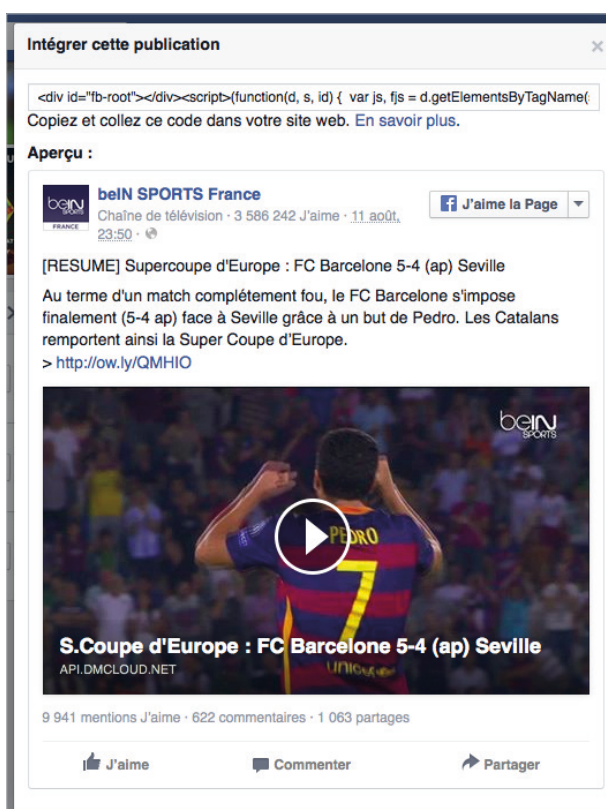 Intégrer cette publication
×
<div id="fb-root"></div><script>(function(d, s, id) { var js, fjs = d.getElementsByTagName(
Copiez et collez ce code dans votre site web. En savoir plus.
Aperçu :
beIN SPORTS FRANCE
beIN SPORTS France
Chaîne de télévision · 3 586 242 J'aime · 11 août,
23:50 ·
J'aime la Page
[RESUME] Supercoupe d'Europe : FC Barcelone 5-4 (ap) Seville
Au terme d'un match complétement fou, le FC Barcelone s'impose
finalement (5-4 ap) face à Seville grâce à un but de Pedro. Les Catalans
remportent ainsi la Super Coupe d'Europe.
> http://ow.ly/QMHIO
beIN
SPORTS
PEDRO
7
S.Coupe d'Europe : FC Barcelone 5-4 (ap) Seville
API.DMCLOUD.NET
9 941 mentions J'aime · 622 commentaires · 1 063 partages
J'aime Commenter Partager